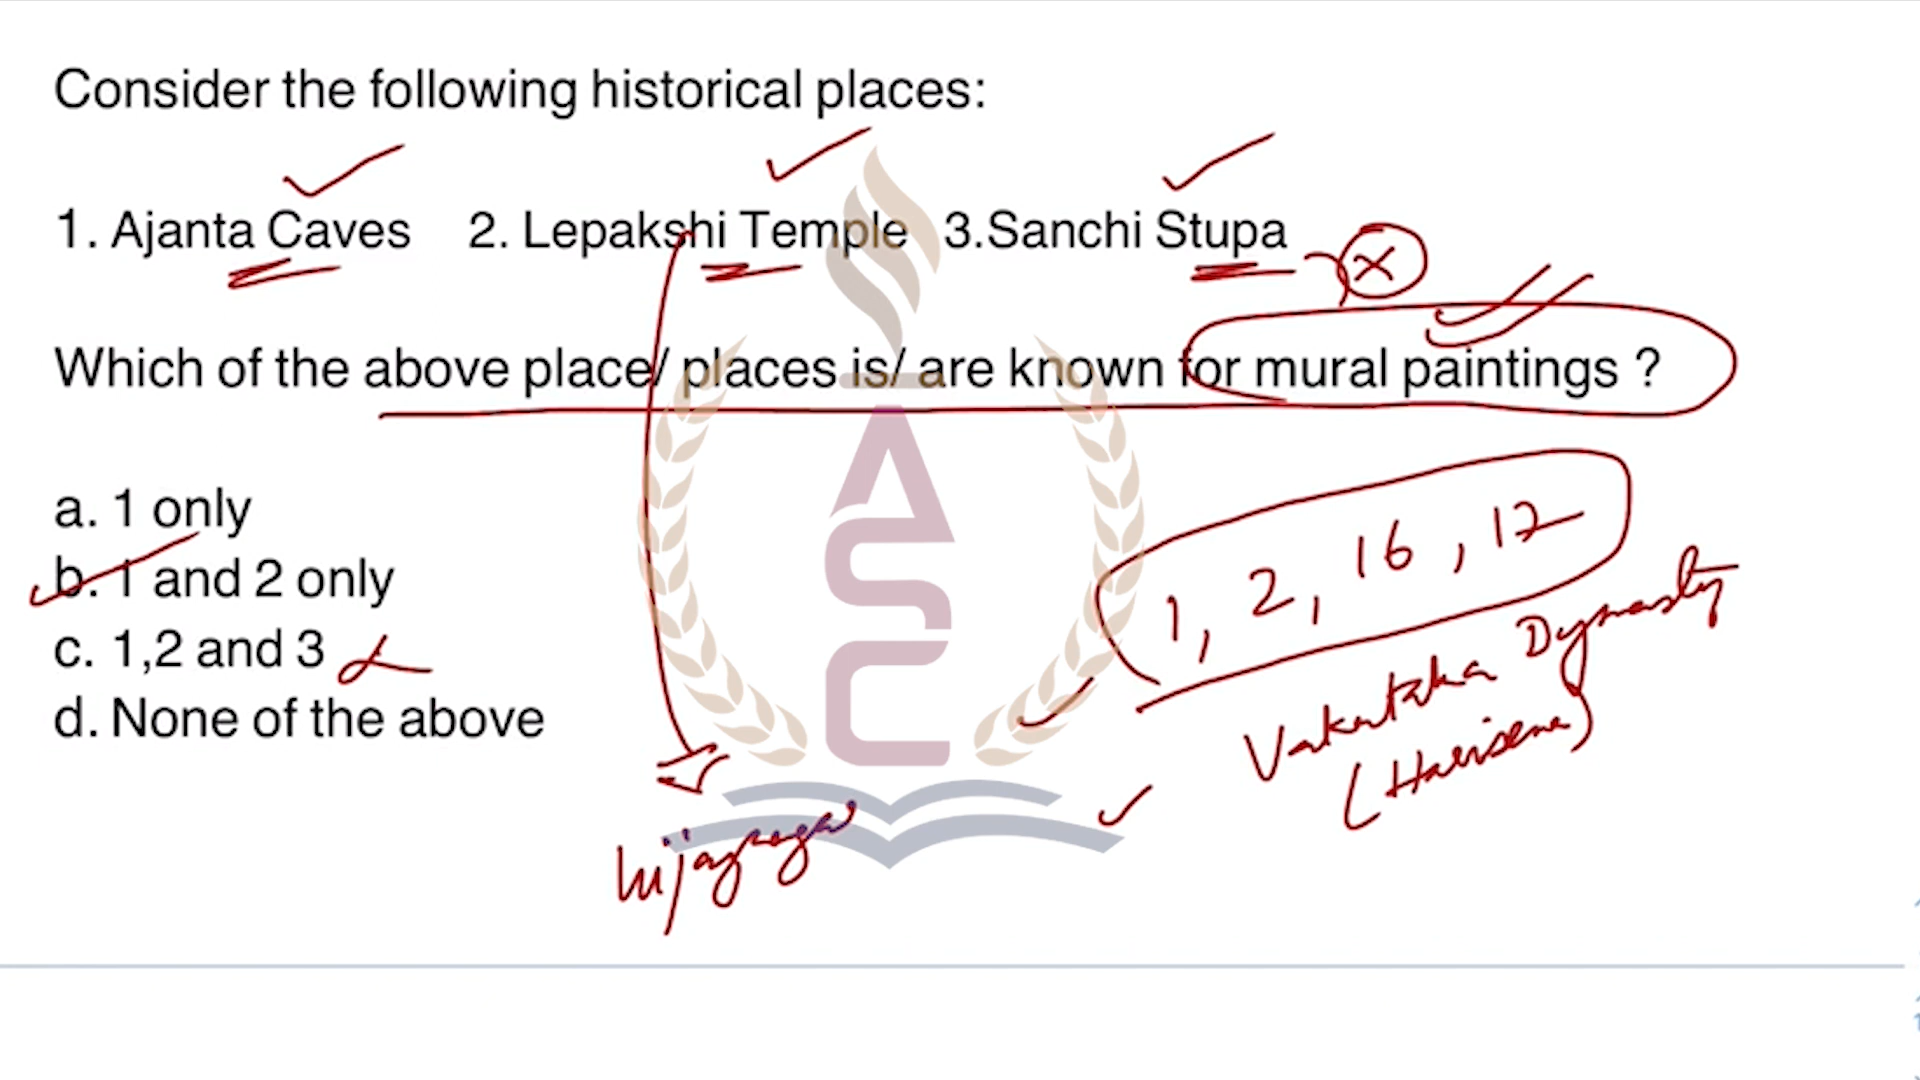 Consider the following historical places:
1. Ajanta Caves 2. Lepakshi Temple 3.Sanchi Stupa
Which of the above place/ places is/ are known for mural paintings ?
a. 1 only
b. 1 and 2 only
c. 1,2 and 3
d. None of the above
1, 2, 16, 17
Vakataka Dynasty
(Harisena)
ASC